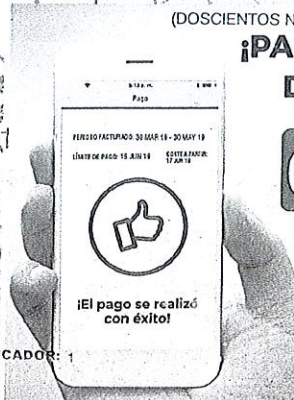 (DOSCIENTOS N
¡PA
D
Pago
PERIODO FACTURADO: 30 MAR 19 - 30 MAY 19
LÍMITE DE PAGO: 15 JUN 19
CORTE A PARTIR:
17 JUN 19
¡El pago se realizó
con éxito!
CADOR: 1